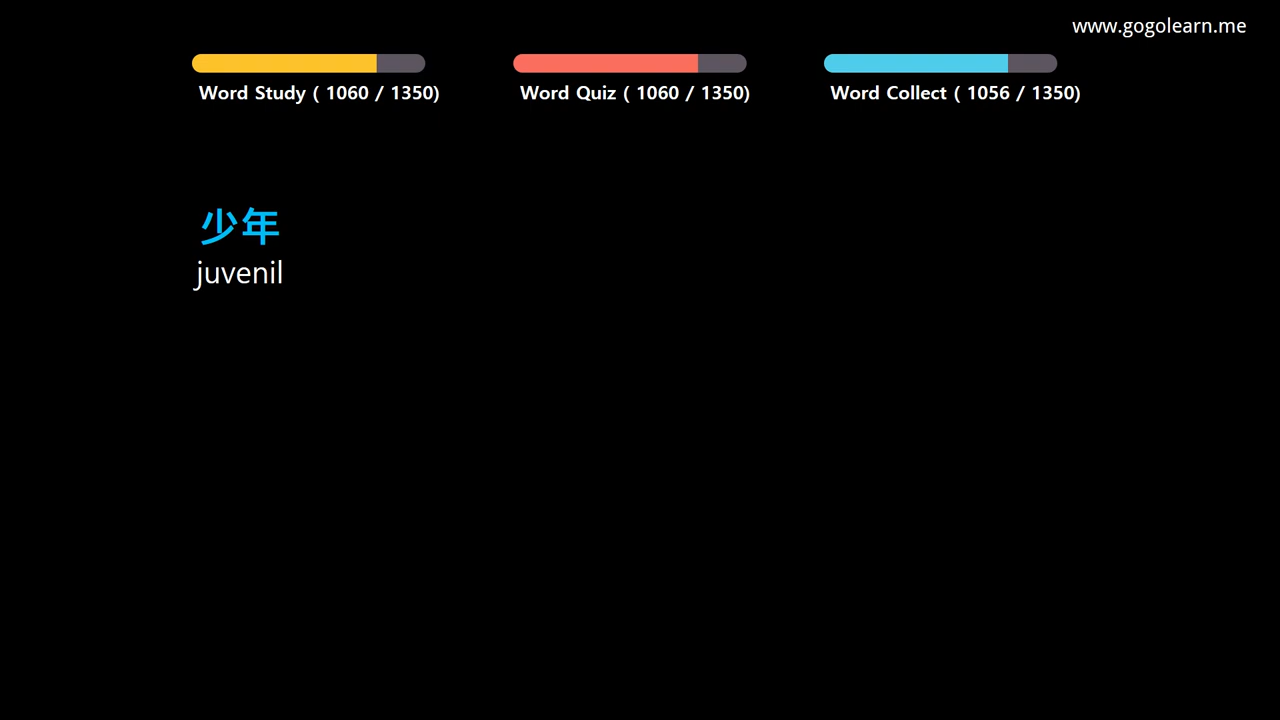 www.gogolearn.me
Word Study ( 1060 / 1350)
Word Quiz ( 1060 / 1350)
Word Collect ( 1056 / 1350)
少年
juvenil